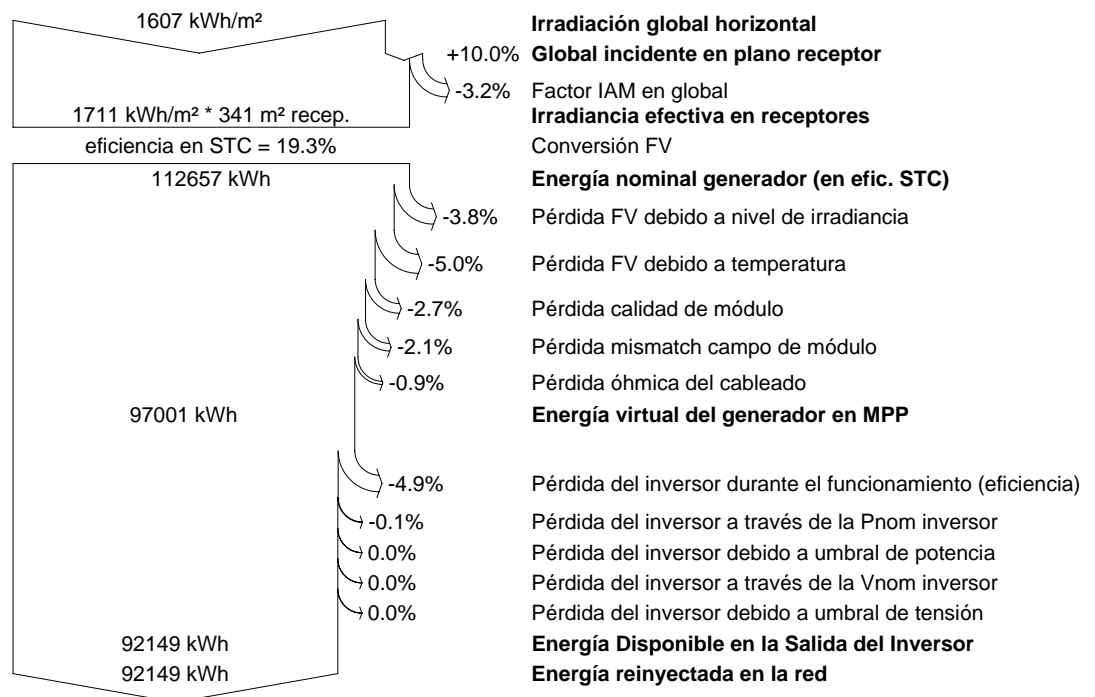 1607 kWh/m² Irradiación global horizontal
+10.0% Global incidente en plano receptor
-3.2% Factor IAM en global
1711 kWh/m² * 341 m² recep. Irradiancia efectiva en receptores
eficiencia en STC = 19.3% Conversión FV
112657 kWh Energía nominal generador (en efic. STC)
-3.8% Pérdida FV debido a nivel de irradiancia
-5.0% Pérdida FV debido a temperatura
-2.7% Pérdida calidad de módulo
-2.1% Pérdida mismatch campo de módulo
-0.9% Pérdida óhmica del cableado
97001 kWh Energía virtual del generador en MPP
-4.9% Pérdida del inversor durante el funcionamiento (eficiencia)
-0.1% Pérdida del inversor a través de la Pnom inversor
0.0% Pérdida del inversor debido a umbral de potencia
0.0% Pérdida del inversor a través de la Vnom inversor
0.0% Pérdida del inversor debido a umbral de tensión
92149 kWh Energía Disponible en la Salida del Inversor
92149 kWh Energía reinyectada en la red